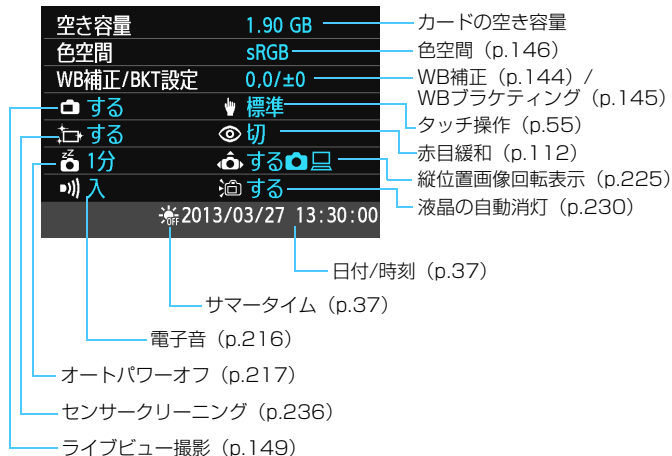 空き容量 1.90 GB
色空間 sRGB
WB補正/BKT設定 0,0/±0
する 標準
する 切
1分 する
入 する
OFF 2013/03/27 13:30:00
カードの空き容量
色空間（p.146）
WB補正（p.144）/
WBブラケティング（p.145）
タッチ操作（p.55）
赤目緩和（p.112）
縦位置画像回転表示（p.225）
液晶の自動消灯（p.230）
日付/時刻（p.37）
サマータイム（p.37）
電子音（p.216）
オートパワーオフ（p.217）
センサークリーニング（p.236）
ライブビュー撮影（p.149）